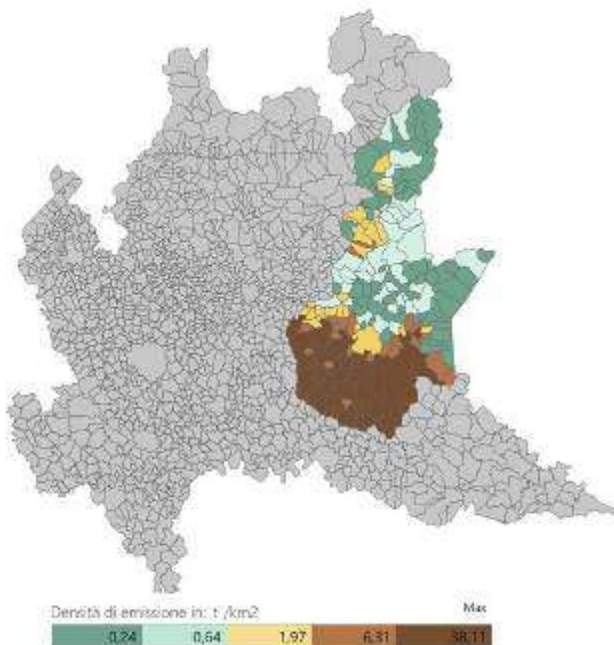 Densità di emissione in: t /km2
Max
0,24 0,64 1,97 6,31 38,11